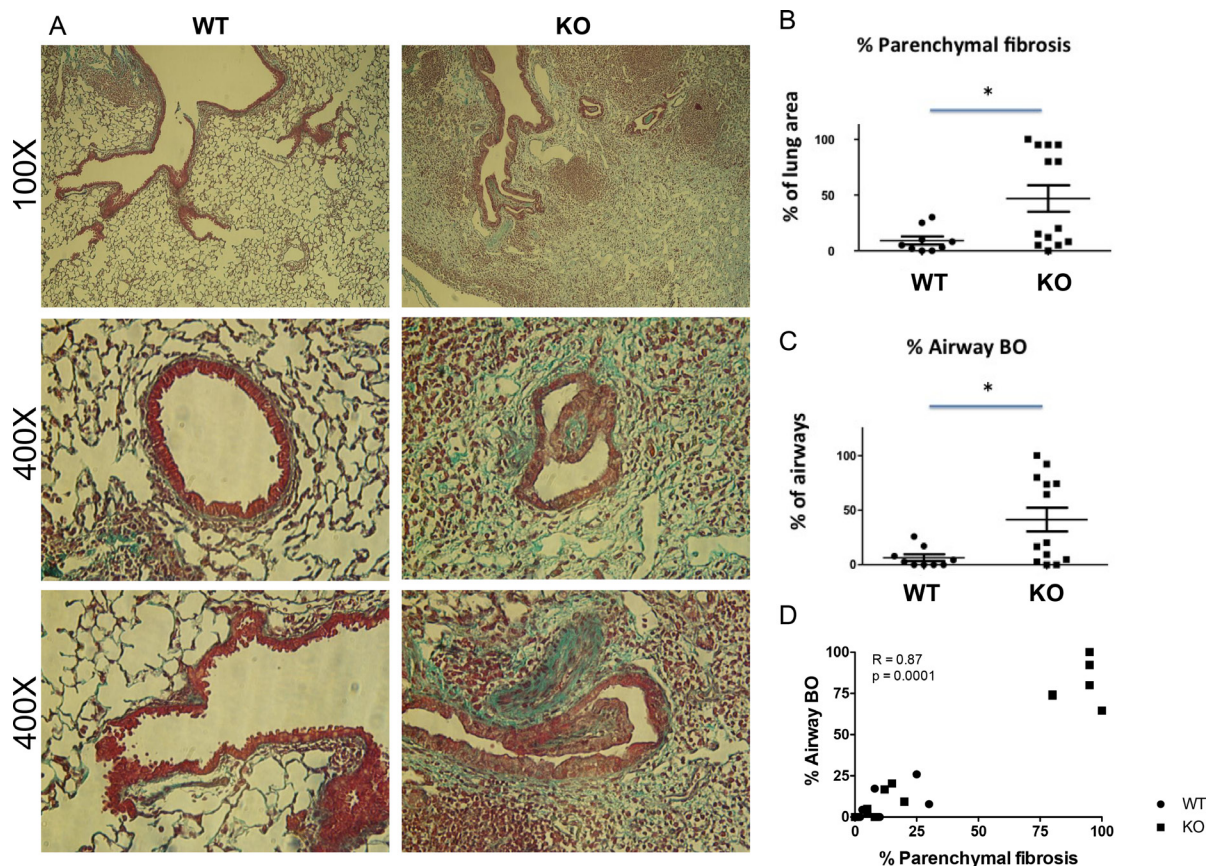 A
WT
KO
100X
400X
400X
B
% Parenchymal fibrosis
*
% of lung area
100
50
0
WT
KO
C
% Airway BO
*
% of airways
100
50
0
WT
KO
D
R = 0.87
p = 0.0001
% Airway BO
100
75
50
25
0
0
25
50
75
100
% Parenchymal fibrosis
WT
KO